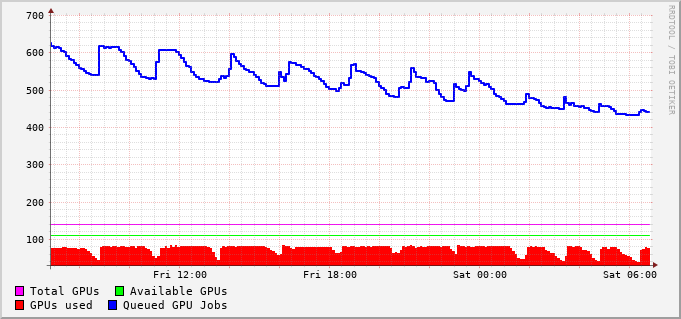 700
600
500
400
300
200
100
Fri 12:00 Fri 18:00 Sat 00:00 Sat 06:00
Total GPUs Available GPUs
GPUs used Queued GPU Jobs
RRDTOOL / TOBI OETIKER